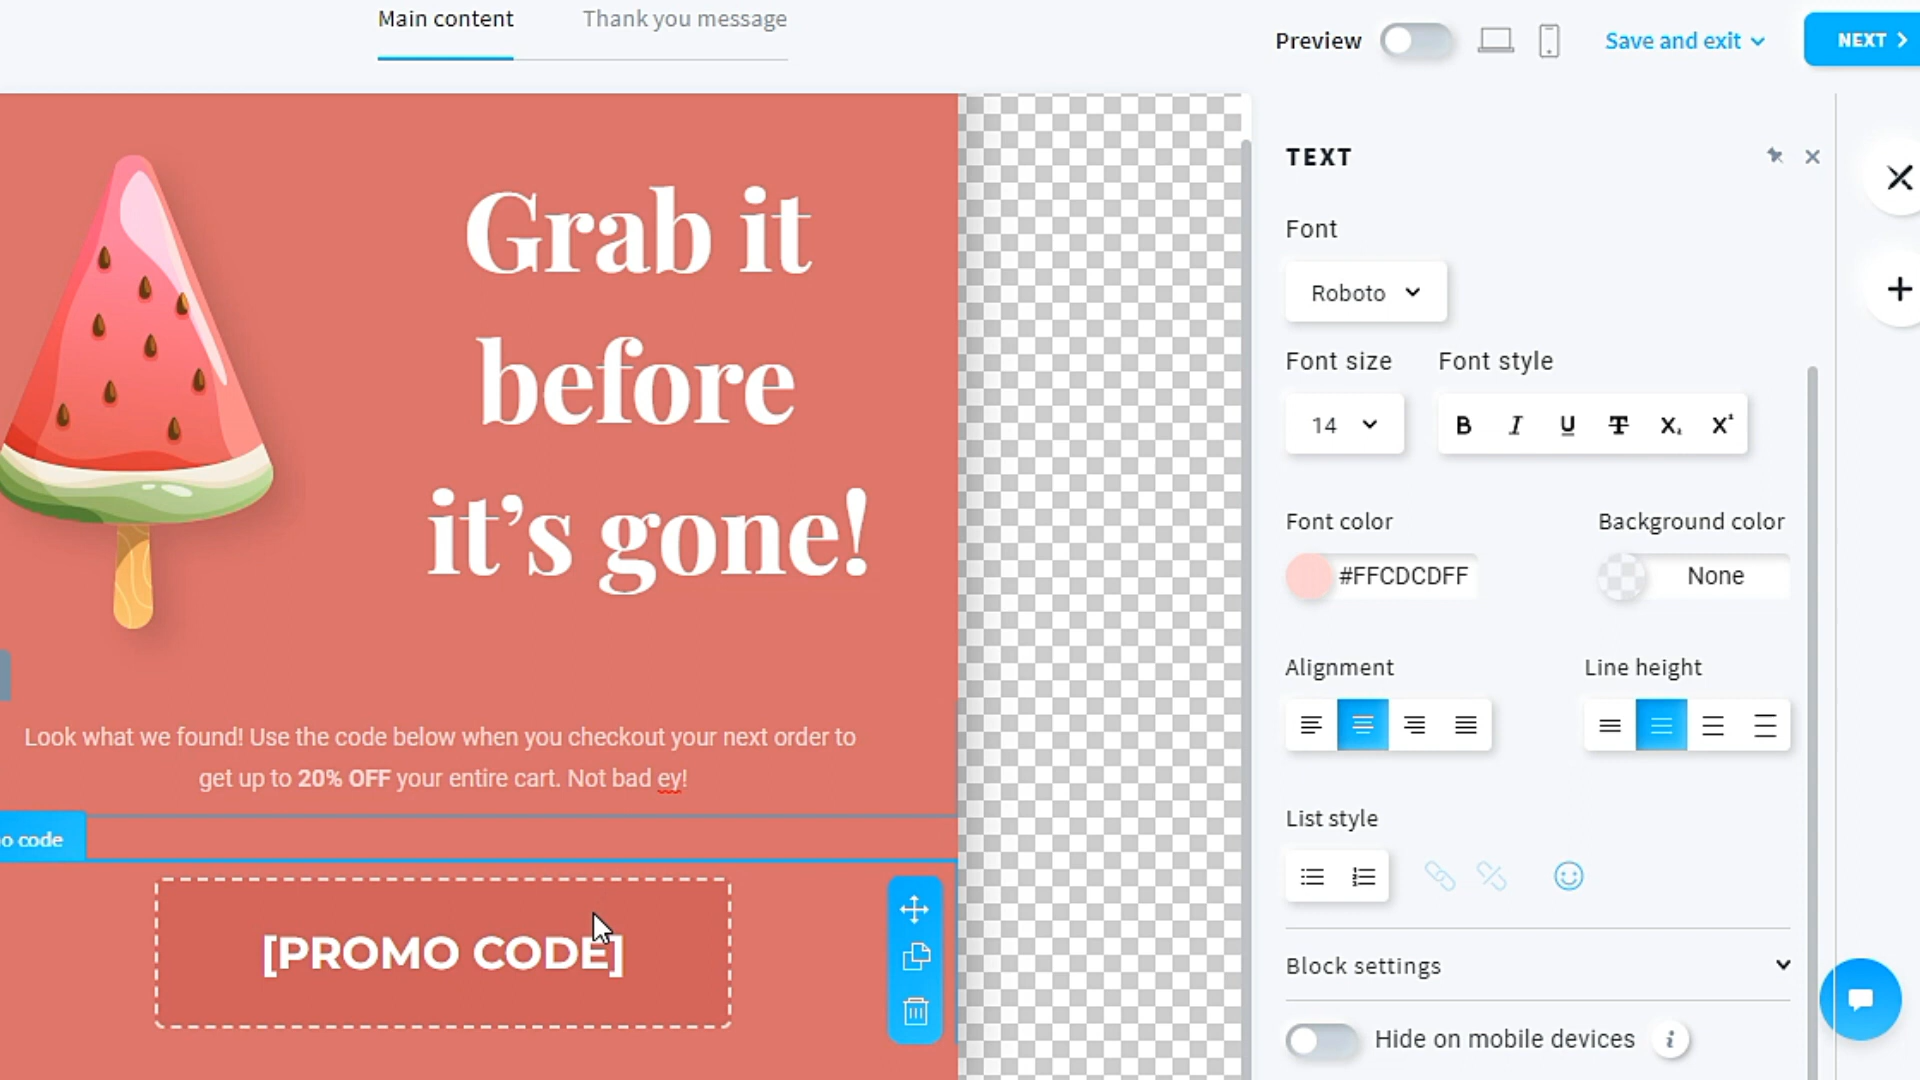 Main content
Thank you message
Preview
Save and exit
NEXT
Grab it
before
it's gone!
Look what we found! Use the code below when you checkout your next order to
get up to 20% OFF your entire cart. Not bad ey!
o code
[PROMO CODE]
TEXT
Font
Roboto
Font size
Font style
14
B I U T X₁ X¹
Font color
Background color
#FFCDCDFF
None
Alignment
Line height
List style
Block settings
Hide on mobile devices
i